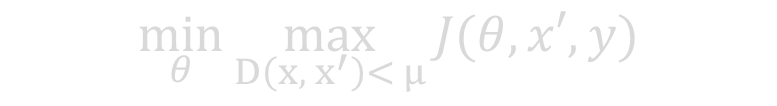 min max J(θ, x′, y)
θ D(x, x′)< μ